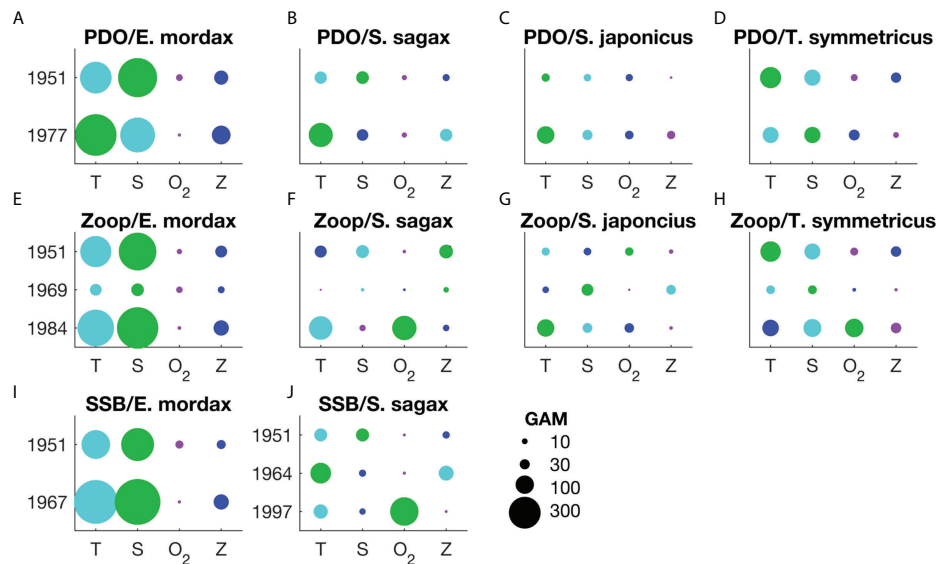 A B C D
PDO/E. mordax PDO/S. sagax PDO/S. japonicus PDO/T. symmetricus
1951
1977
T S O2 Z T S O2 Z T S O2 Z T S O2 Z
E F G H
Zoop/E. mordax Zoop/S. sagax Zoop/S. japoncius Zoop/T. symmetricus
1951
1969
1984
T S O2 Z T S O2 Z T S O2 Z T S O2 Z
I J
SSB/E. mordax SSB/S. sagax
1951
1967
T S O2 Z
1951
1964
1997
T S O2 Z
GAM
10
30
100
300